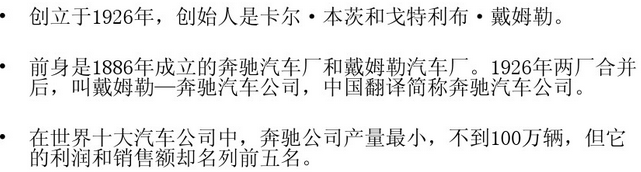 • 创立于1926年，创始人是卡尔·本茨和戈特利布·戴姆勒。
• 前身是1886年成立的奔驰汽车厂和戴姆勒汽车厂。1926年两厂合并
后，叫戴姆勒—奔驰汽车公司，中国翻译简称奔驰汽车公司。
• 在世界十大汽车公司中，奔驰公司产量最小，不到100万辆，但它
的利润和销售额却名列前五名。